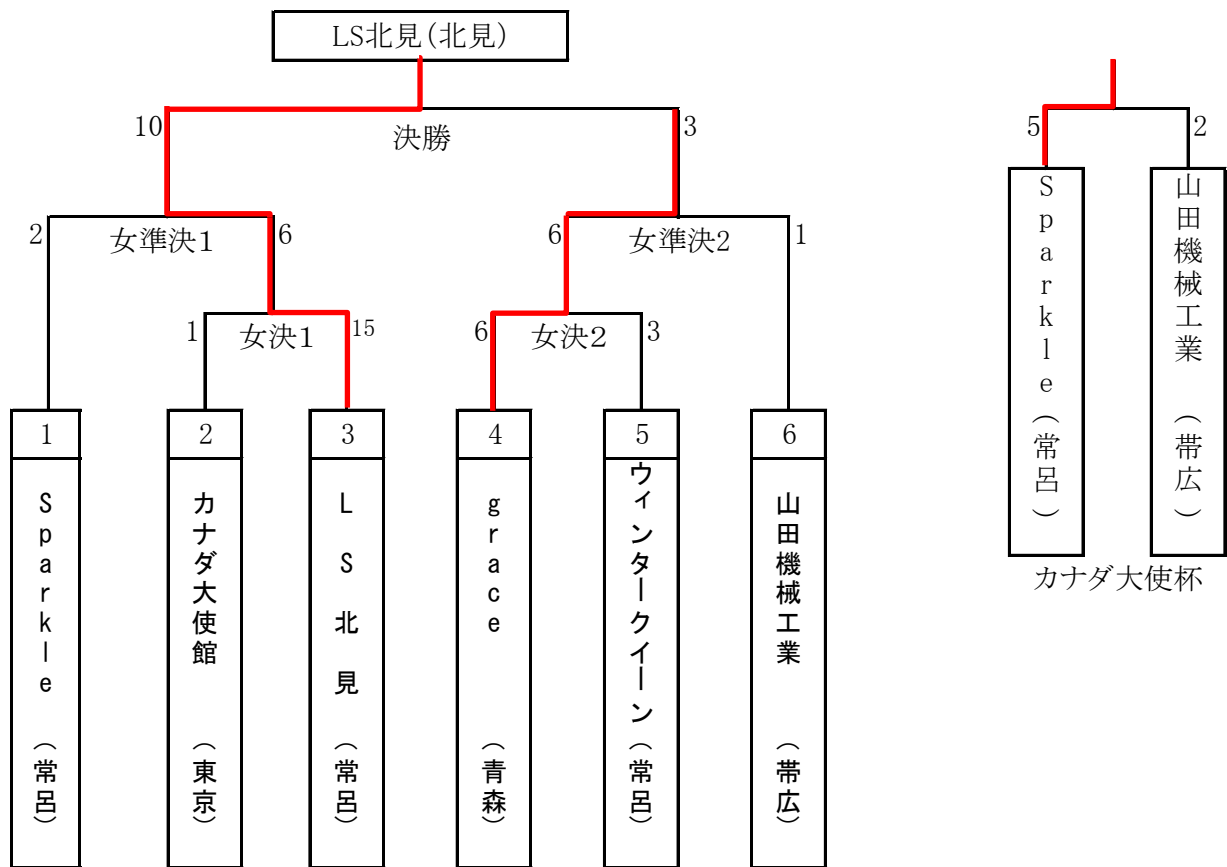 LS北見(北見)
10
決勝
3
5
2
2
女準決１
6
6
女準決2
1
1
女決１
15
6
女決２
3
1
2
3
4
5
6
Sparkle（常呂）
カナダ大使館（東京）
LS北見（常呂）
grace（青森）
ウィンタークイーン（常呂）
山田機械工業（帯広）
Sparkle（常呂）
山田機械工業（帯広）
カナダ大使杯